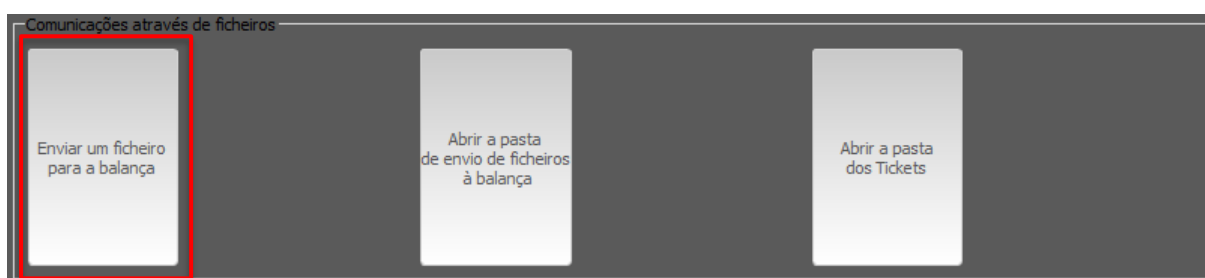 Comunicações através de ficheiros
Enviar um ficheiro
para a balança
Abrir a pasta
de envio de ficheiros
à balança
Abrir a pasta
dos Tickets